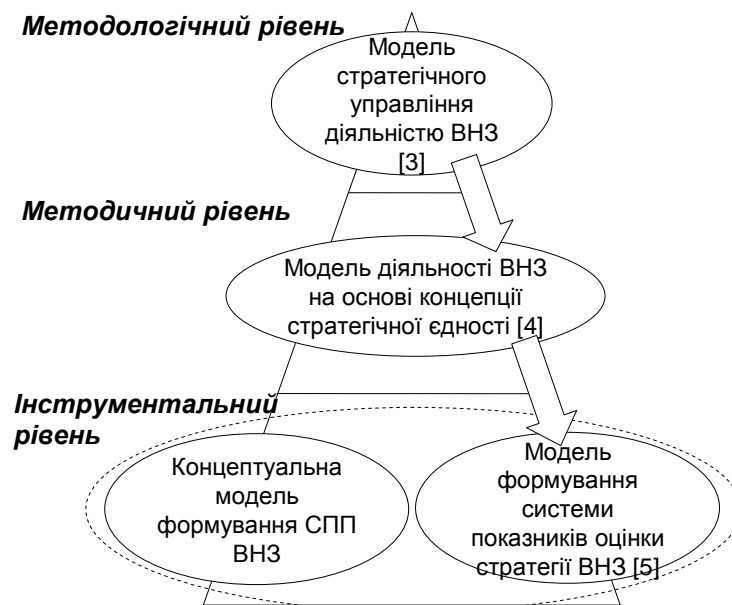 Методологічний рівень
Модель
стратегічного
управління
діяльністю ВНЗ
[3]
Методичний рівень
Модель діяльності ВНЗ
на основі концепції
стратегічної єдності [4]
Інструментальний
рівень
Концептуальна
модель
формування СПП
ВНЗ
Модель
формування
системи
показників оцінки
стратегії ВНЗ [5]